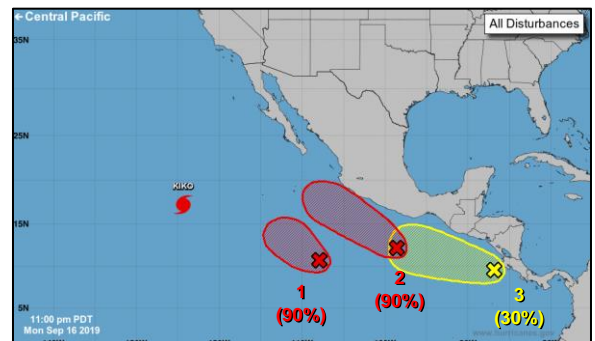 ← Central Pacific
All Disturbances
35N
25N
KIKO
15N
1
(90%)
2
(90%)
3
(30%)
5N
11:00 pm PDT
Mon Sep 16 2019